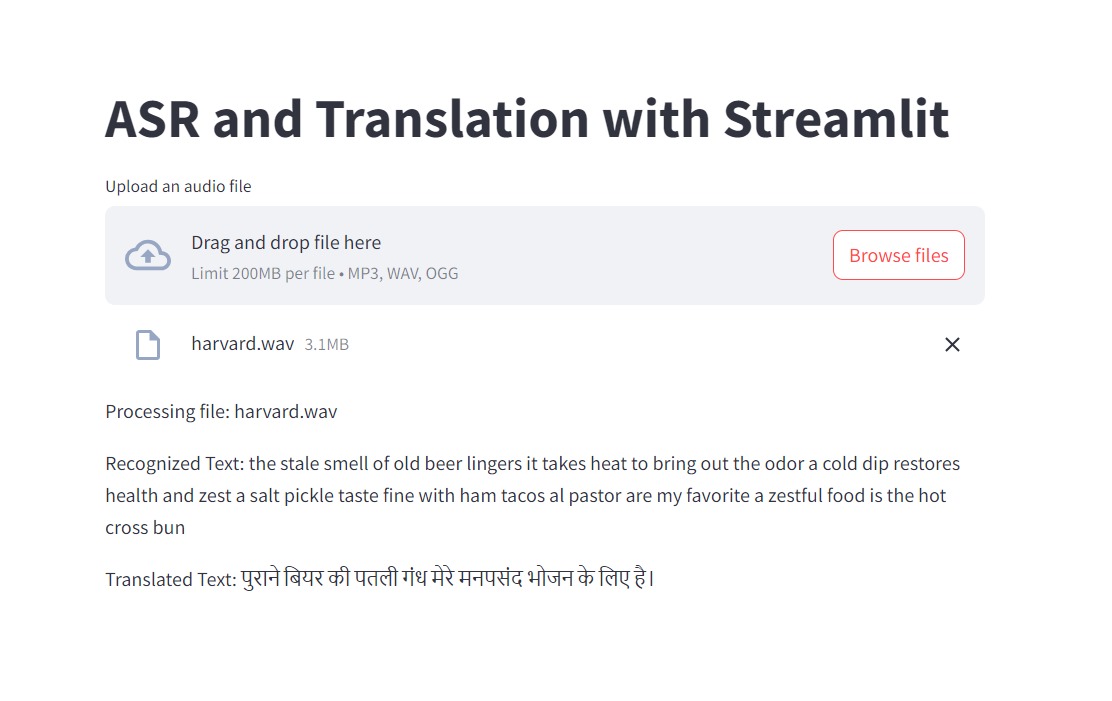 ASR and Translation with Streamlit
Upload an audio file
Drag and drop file here
Limit 200MB per file • MP3, WAV, OGG
Browse files
harvard.wav 3.1MB
Processing file: harvard.wav
Recognized Text: the stale smell of old beer lingers it takes heat to bring out the odor a cold dip restores
health and zest a salt pickle taste fine with ham tacos al pastor are my favorite a zestful food is the hot
cross bun
Translated Text: पुराने बियर की पतली गंध मेरे मनपसंद भोजन के लिए है।